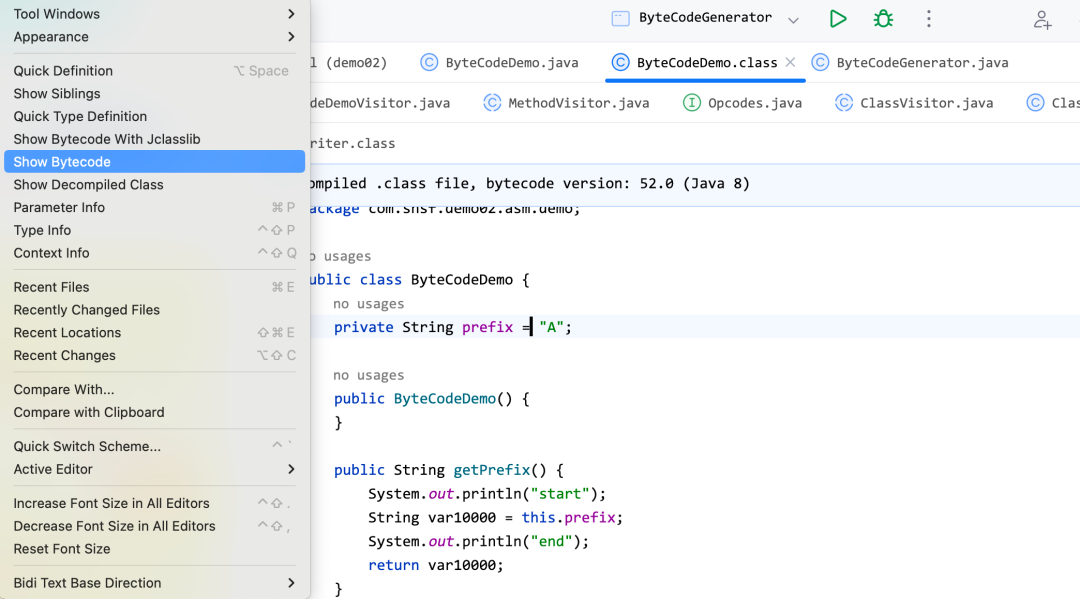 Tool Windows
Appearance
Quick Definition ⌥ Space
Show Siblings
Quick Type Definition
Show Bytecode With Jclasslib
Show Bytecode
Show Decompiled Class
Parameter Info ⌘ P
Type Info ^⇧ P
Context Info ^⇧ Q
Recent Files ⌘ E
Recently Changed Files
Recent Locations ⇧⌘ E
Recent Changes ⌥⇧ C
Compare With...
Compare with Clipboard
Quick Switch Scheme... ^ `
Active Editor
Increase Font Size in All Editors ^⇧ .
Decrease Font Size in All Editors ^⇧ ,
Reset Font Size
Bidi Text Base Direction
ByteCodeGenerator
l (demo02) C ByteCodeDemo.java C ByteCodeDemo.class × C ByteCodeGenerator.java
deDemoVisitor.java C MethodVisitor.java I Opcodes.java C ClassVisitor.java C Clas
riter.class
ompiled .class file, bytecode version: 52.0 (Java 8)
ackage com.shsf.demo02.asm.demo;
o usages
ublic class ByteCodeDemo {
no usages
private String prefix = "A";
no usages
public ByteCodeDemo() {
}
public String getPrefix() {
System.out.println("start");
String var10000 = this.prefix;
System.out.println("end");
return var10000;
}